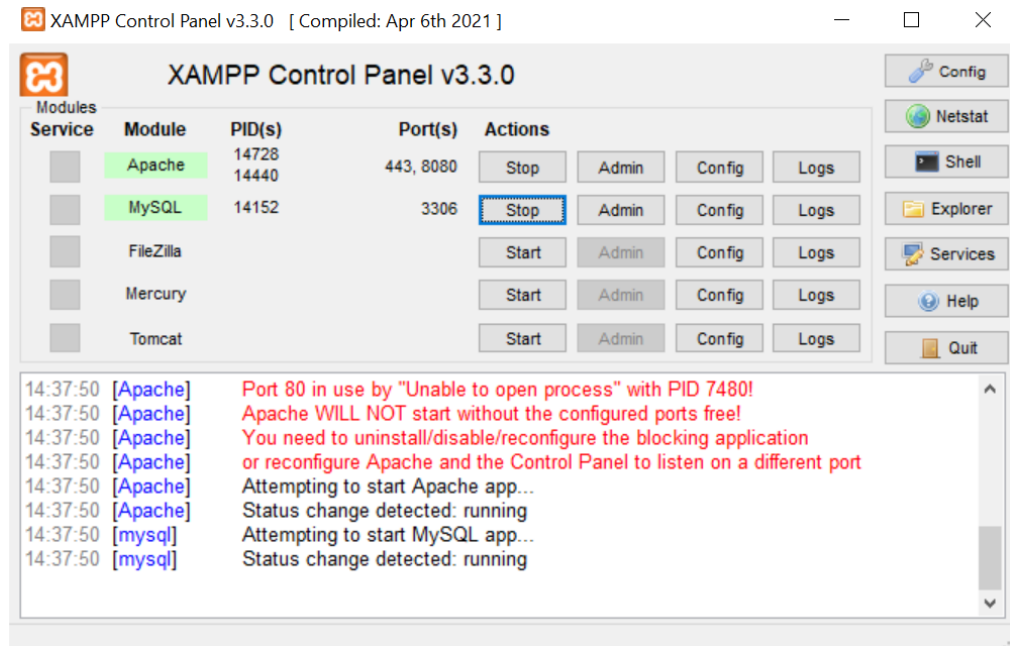 XAMPP Control Panel v3.3.0 [ Compiled: Apr 6th 2021 ]
XAMPP Control Panel v3.3.0
Config
Modules
Service Module PID(s) Port(s) Actions
Netstat
Apache 14728 14440 443, 8080 Stop Admin Config Logs
Shell
MySQL 14152 3306 Stop Admin Config Logs
Explorer
FileZilla Start Admin Config Logs
Services
Mercury Start Admin Config Logs
Help
Tomcat Start Admin Config Logs
Quit
14:37:50 [Apache] Port 80 in use by "Unable to open process" with PID 7480!
14:37:50 [Apache] Apache WILL NOT start without the configured ports free!
14:37:50 [Apache] You need to uninstall/disable/reconfigure the blocking application
14:37:50 [Apache] or reconfigure Apache and the Control Panel to listen on a different port
14:37:50 [Apache] Attempting to start Apache app...
14:37:50 [Apache] Status change detected: running
14:37:50 [mysql] Attempting to start MySQL app...
14:37:50 [mysql] Status change detected: running